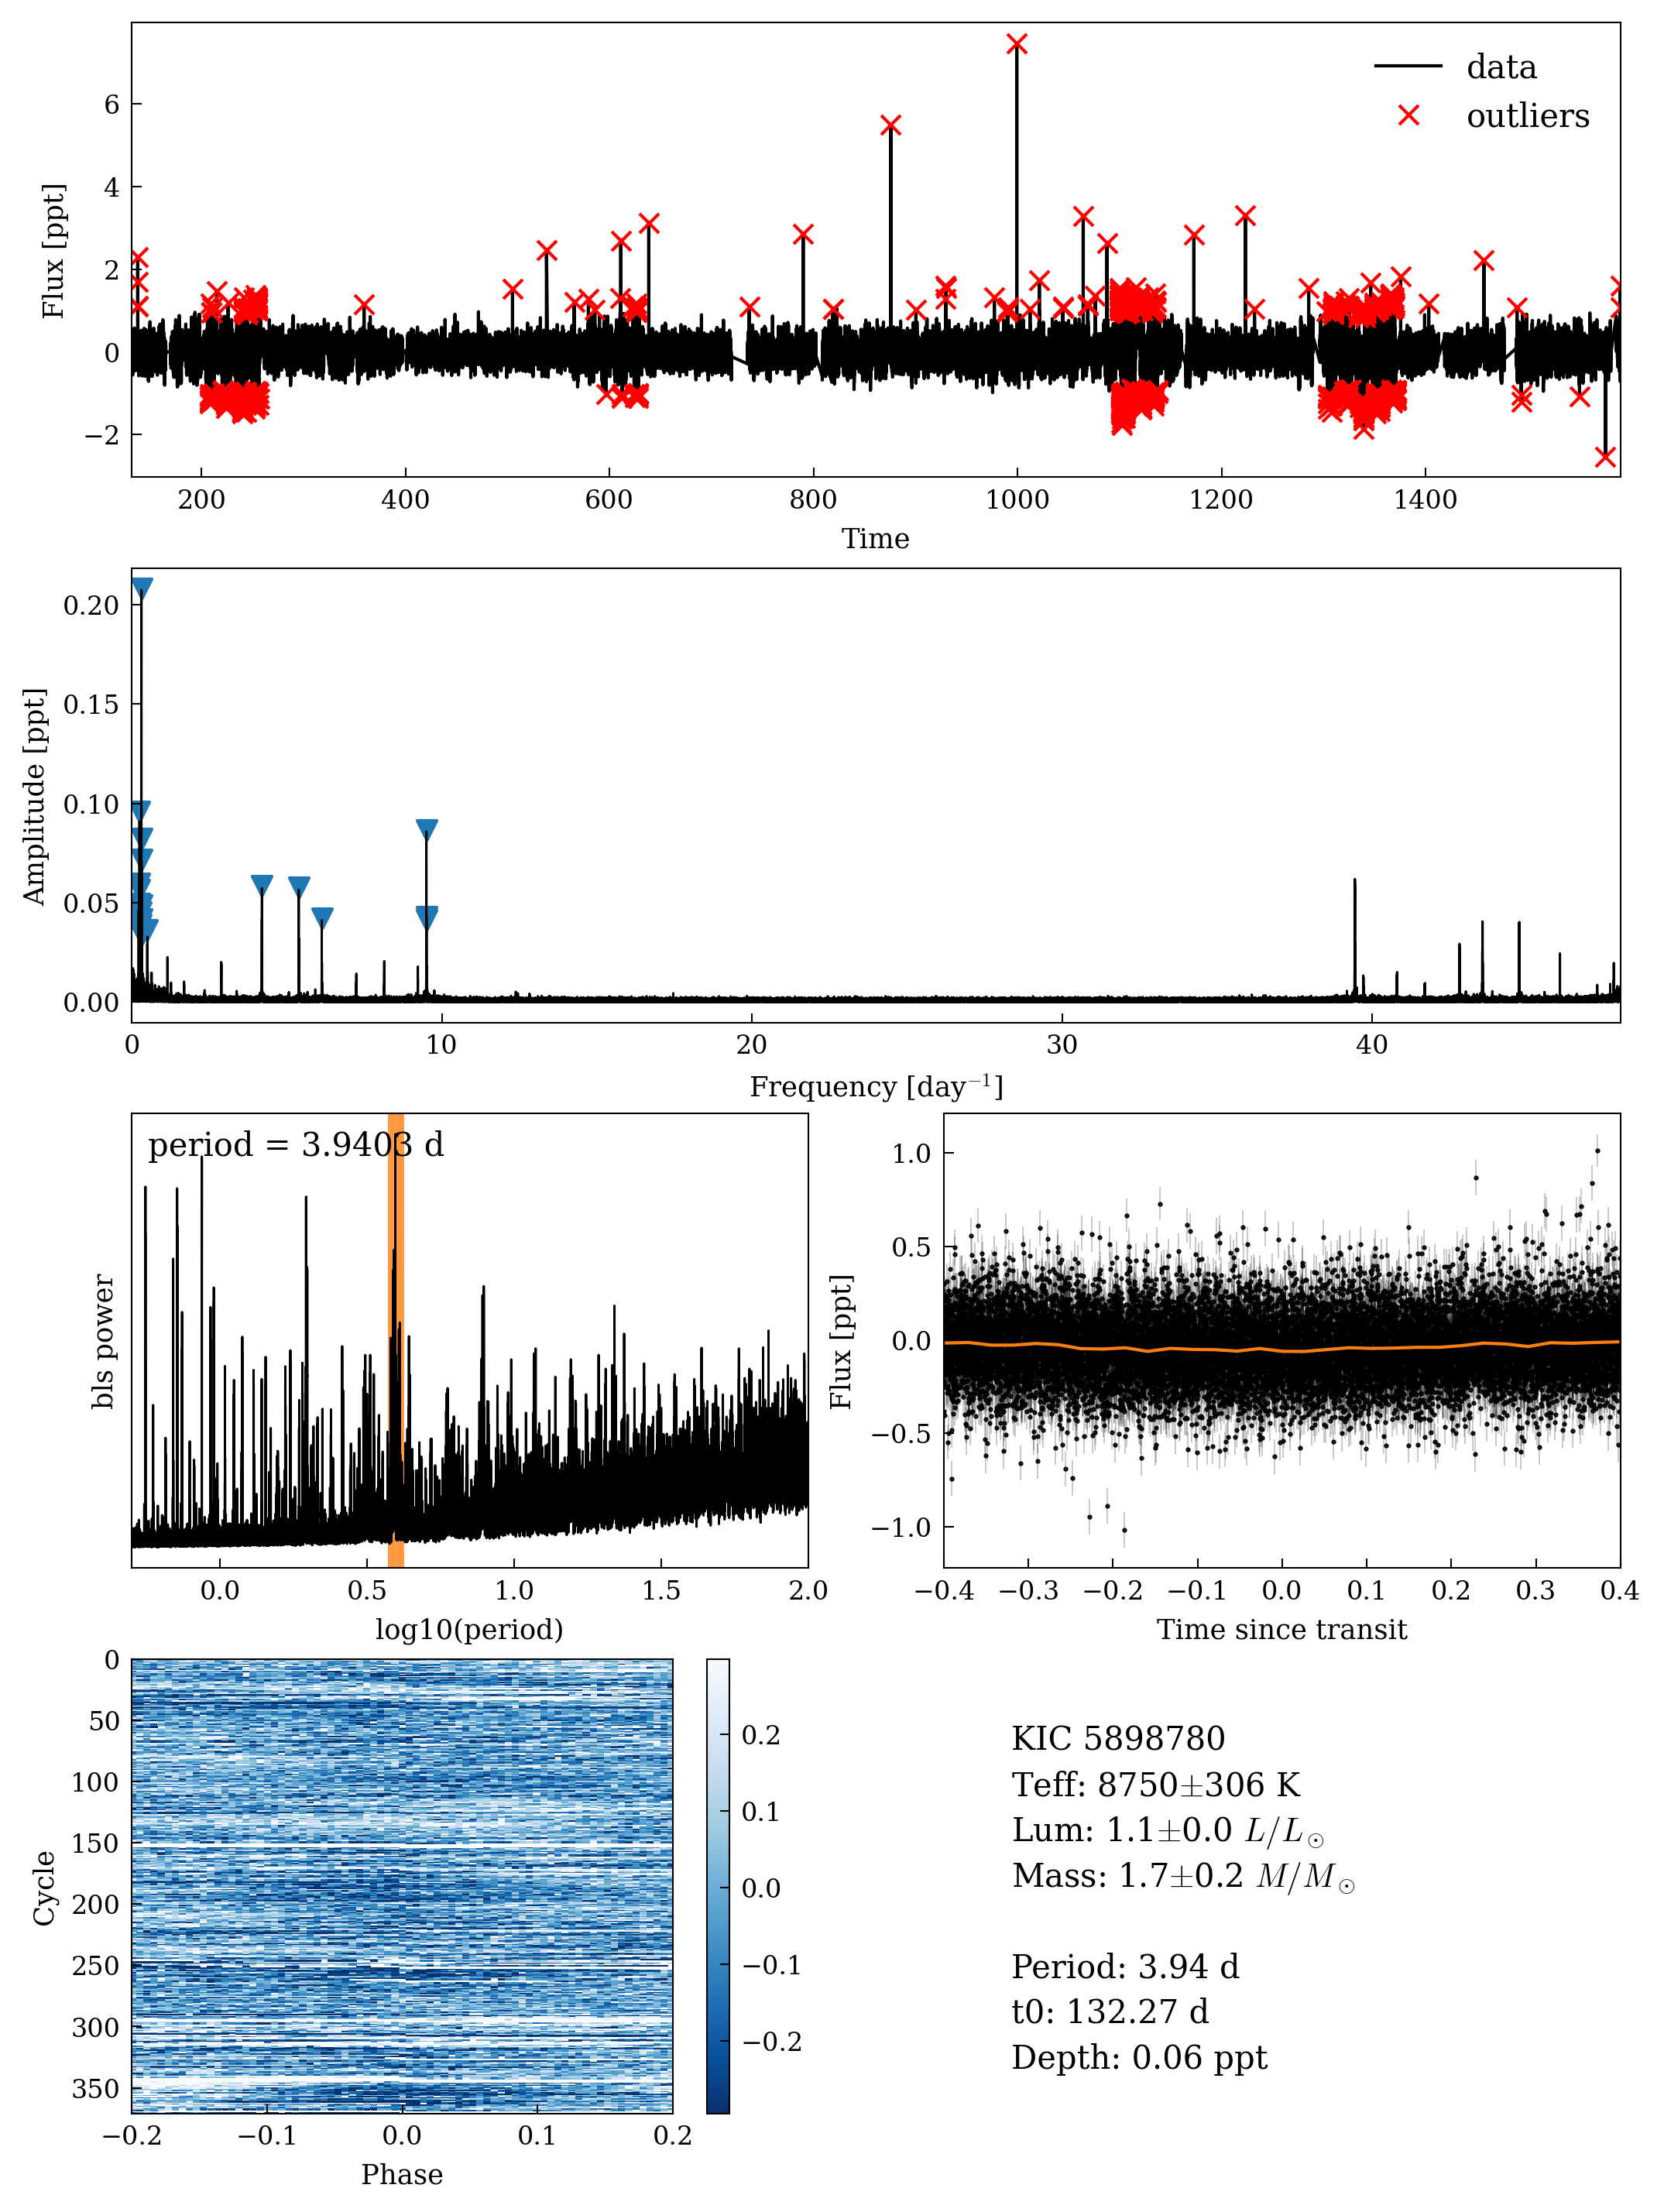 data
outliers
Flux [ppt]
6
4
2
0
−2
200 400 600 800 1000 1200 1400
Time
Amplitude [ppt]
0.20
0.15
0.10
0.05
0.00
0 10 20 30 40
Frequency [day⁻¹]
period = 3.9403 d
bls power
0.0 0.5 1.0 1.5 2.0
log10(period)
Flux [ppt]
1.0
0.5
0.0
−0.5
−1.0
−0.4 −0.3 −0.2 −0.1 0.0 0.1 0.2 0.3 0.4
Time since transit
Cycle
0
50
100
150
200
250
300
350
−0.2 −0.1 0.0 0.1 0.2
Phase
0.2
0.1
0.0
−0.1
−0.2
KIC 5898780
Teff: 8750±306 K
Lum: 1.1±0.0 L/L⊙
Mass: 1.7±0.2 M/M⊙
Period: 3.94 d
t0: 132.27 d
Depth: 0.06 ppt